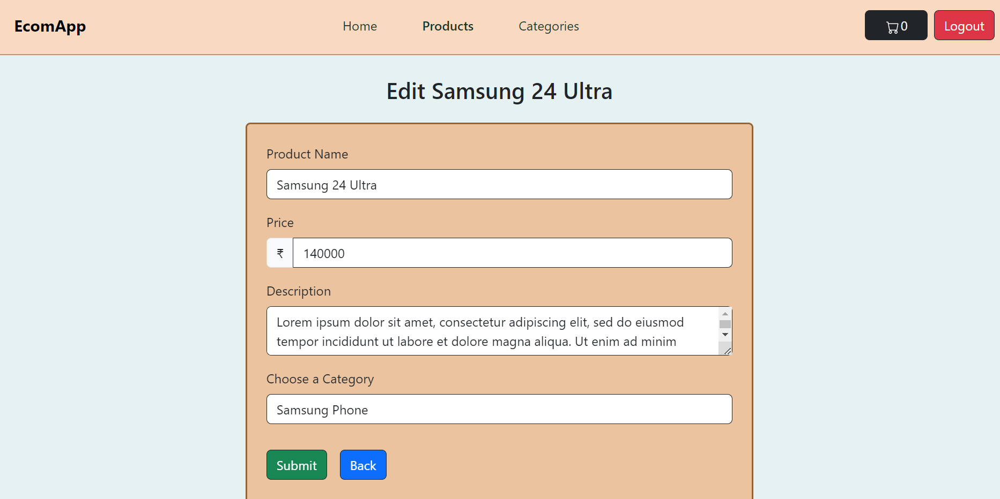 EcomApp
Home
Products
Categories
0
Logout
Edit Samsung 24 Ultra
Product Name
Samsung 24 Ultra
Price
₹
140000
Description
Lorem ipsum dolor sit amet, consectetur adipiscing elit, sed do eiusmod
tempor incididunt ut labore et dolore magna aliqua. Ut enim ad minim
Choose a Category
Samsung Phone
Submit
Back